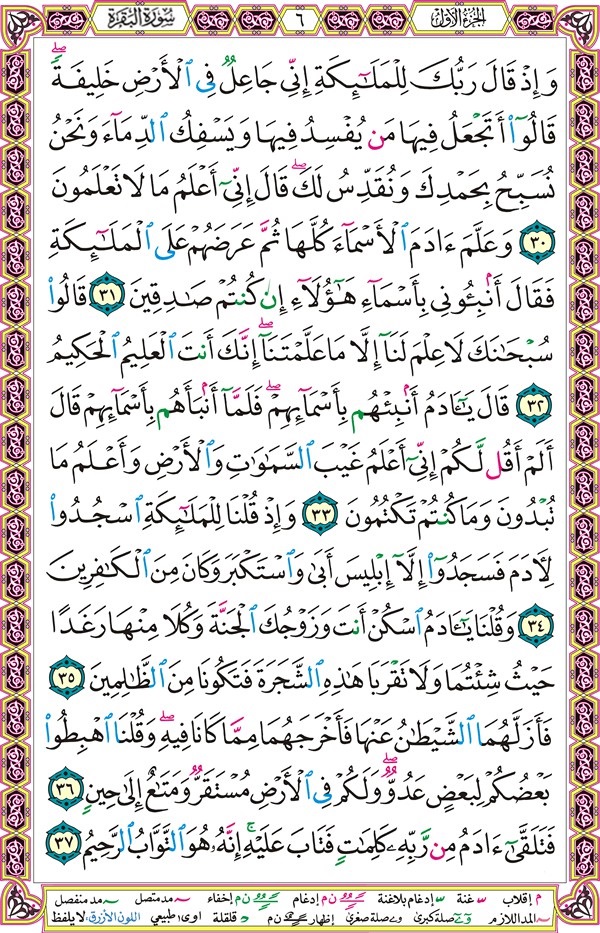 الجزء الأول
٦
سورة البقرة
وَإِذْ قَالَ رَبُّكَ لِلْمَلَٰٓئِكَةِ إِنِّي جَاعِلٌ فِي ٱلْأَرْضِ خَلِيفَةً ۖ
قَالُوٓا۟ أَتَجْعَلُ فِيهَا مَن يُفْسِدُ فِيهَا وَيَسْفِكُ ٱلدِّمَآءَ وَنَحْنُ
نُسَبِّحُ بِحَمْدِكَ وَنُقَدِّسُ لَكَ ۖ قَالَ إِنِّيٓ أَعْلَمُ مَا لَا تَعْلَمُونَ
٣٠ وَعَلَّمَ ءَادَمَ ٱلْأَسْمَآءَ كُلَّهَا ثُمَّ عَرَضَهُمْ عَلَى ٱلْمَلَٰٓئِكَةِ
فَقَالَ أَنۢبِـُٔونِي بِأَسْمَآءِ هَٰٓؤُلَآءِ إِن كُنتُمْ صَٰدِقِينَ ٣١ قَالُوا۟
سُبْحَٰنَكَ لَا عِلْمَ لَنَآ إِلَّا مَا عَلَّمْتَنَآ ۖ إِنَّكَ أَنتَ ٱلْعَلِيمُ ٱلْحَكِيمُ
٣٢ قَالَ يَٰٓـَٔادَمُ أَنۢبِئْهُم بِأَسْمَآئِهِمْ ۖ فَلَمَّآ أَنۢبَأَهُم بِأَسْمَآئِهِمْ قَالَ
أَلَمْ أَقُل لَّكُمْ إِنِّيٓ أَعْلَمُ غَيْبَ ٱلسَّمَٰوَٰتِ وَٱلْأَرْضِ وَأَعْلَمُ مَا
تُبْدُونَ وَمَا كُنتُمْ تَكْتُمُونَ ٣٣ وَإِذْ قُلْنَا لِلْمَلَٰٓئِكَةِ ٱسْجُدُوا۟
لِءَادَمَ فَسَجَدُوٓا۟ إِلَّآ إِبْلِيسَ أَبَىٰ وَٱسْتَكْبَرَ وَكَانَ مِنَ ٱلْكَٰفِرِينَ
٣٤ وَقُلْنَا يَٰٓـَٔادَمُ ٱسْكُنْ أَنتَ وَزَوْجُكَ ٱلْجَنَّةَ وَكُلَا مِنْهَا رَغَدًا
حَيْثُ شِئْتُمَا وَلَا تَقْرَبَا هَٰذِهِ ٱلشَّجَرَةَ فَتَكُونَا مِنَ ٱلظَّٰلِمِينَ ٣٥
فَأَزَلَّهُمَا ٱلشَّيْطَٰنُ عَنْهَا فَأَخْرَجَهُمَا مِمَّا كَانَا فِيهِ ۖ وَقُلْنَا ٱهْبِطُوا۟
بَعْضُكُمْ لِبَعْضٍ عَدُوٌّ ۖ وَلَكُمْ فِي ٱلْأَرْضِ مُسْتَقَرٌّ وَمَتَٰعٌ إِلَىٰ حِينٍ ٣٦
فَتَلَقَّىٰٓ ءَادَمُ مِن رَّبِّهِۦ كَلِمَٰتٍ فَتَابَ عَلَيْهِ ۚ إِنَّهُۥ هُوَ ٱلتَّوَّابُ ٱلرَّحِيمُ ٣٧
م إقلاب غنة إدغام بلاغنة ن م إدغام إخفاء مد متصل مد منفصل
المد اللازم صلة كبرى صلة صغرى إظهار ن م قلقلة اوى طبيعي اللون الأزرق لا يلفظ